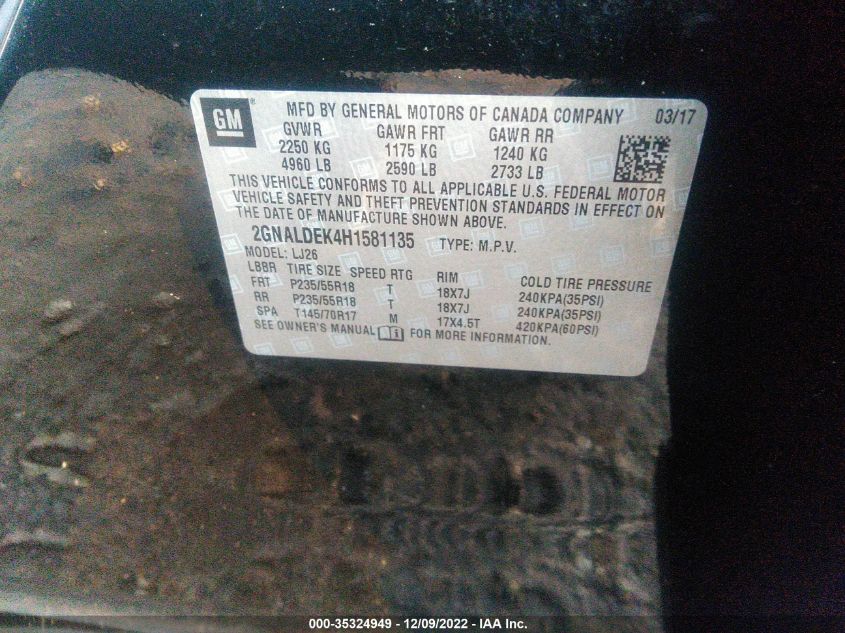 GM ® MFD BY GENERAL MOTORS OF CANADA COMPANY 03/17
GVWR GAWR FRT GAWR RR
2250 KG 1175 KG 1240 KG
4960 LB 2590 LB 2733 LB
THIS VEHICLE CONFORMS TO ALL APPLICABLE U.S. FEDERAL MOTOR
VEHICLE SAFETY AND THEFT PREVENTION STANDARDS IN EFFECT ON
THE DATE OF MANUFACTURE SHOWN ABOVE.
2GNALDEK4H1581135 TYPE: M.P.V.
MODEL: LJ26
LBBR TIRE SIZE SPEED RTG RIM COLD TIRE PRESSURE
FRT P235/55R18 T 18X7J 240KPA(35PSI)
RR P235/55R18 T 18X7J 240KPA(35PSI)
SPA T145/70R17 M 17X4.5T 420KPA(60PSI)
SEE OWNER'S MANUAL FOR MORE INFORMATION.
000-35324949 - 12/09/2022 - IAA Inc.